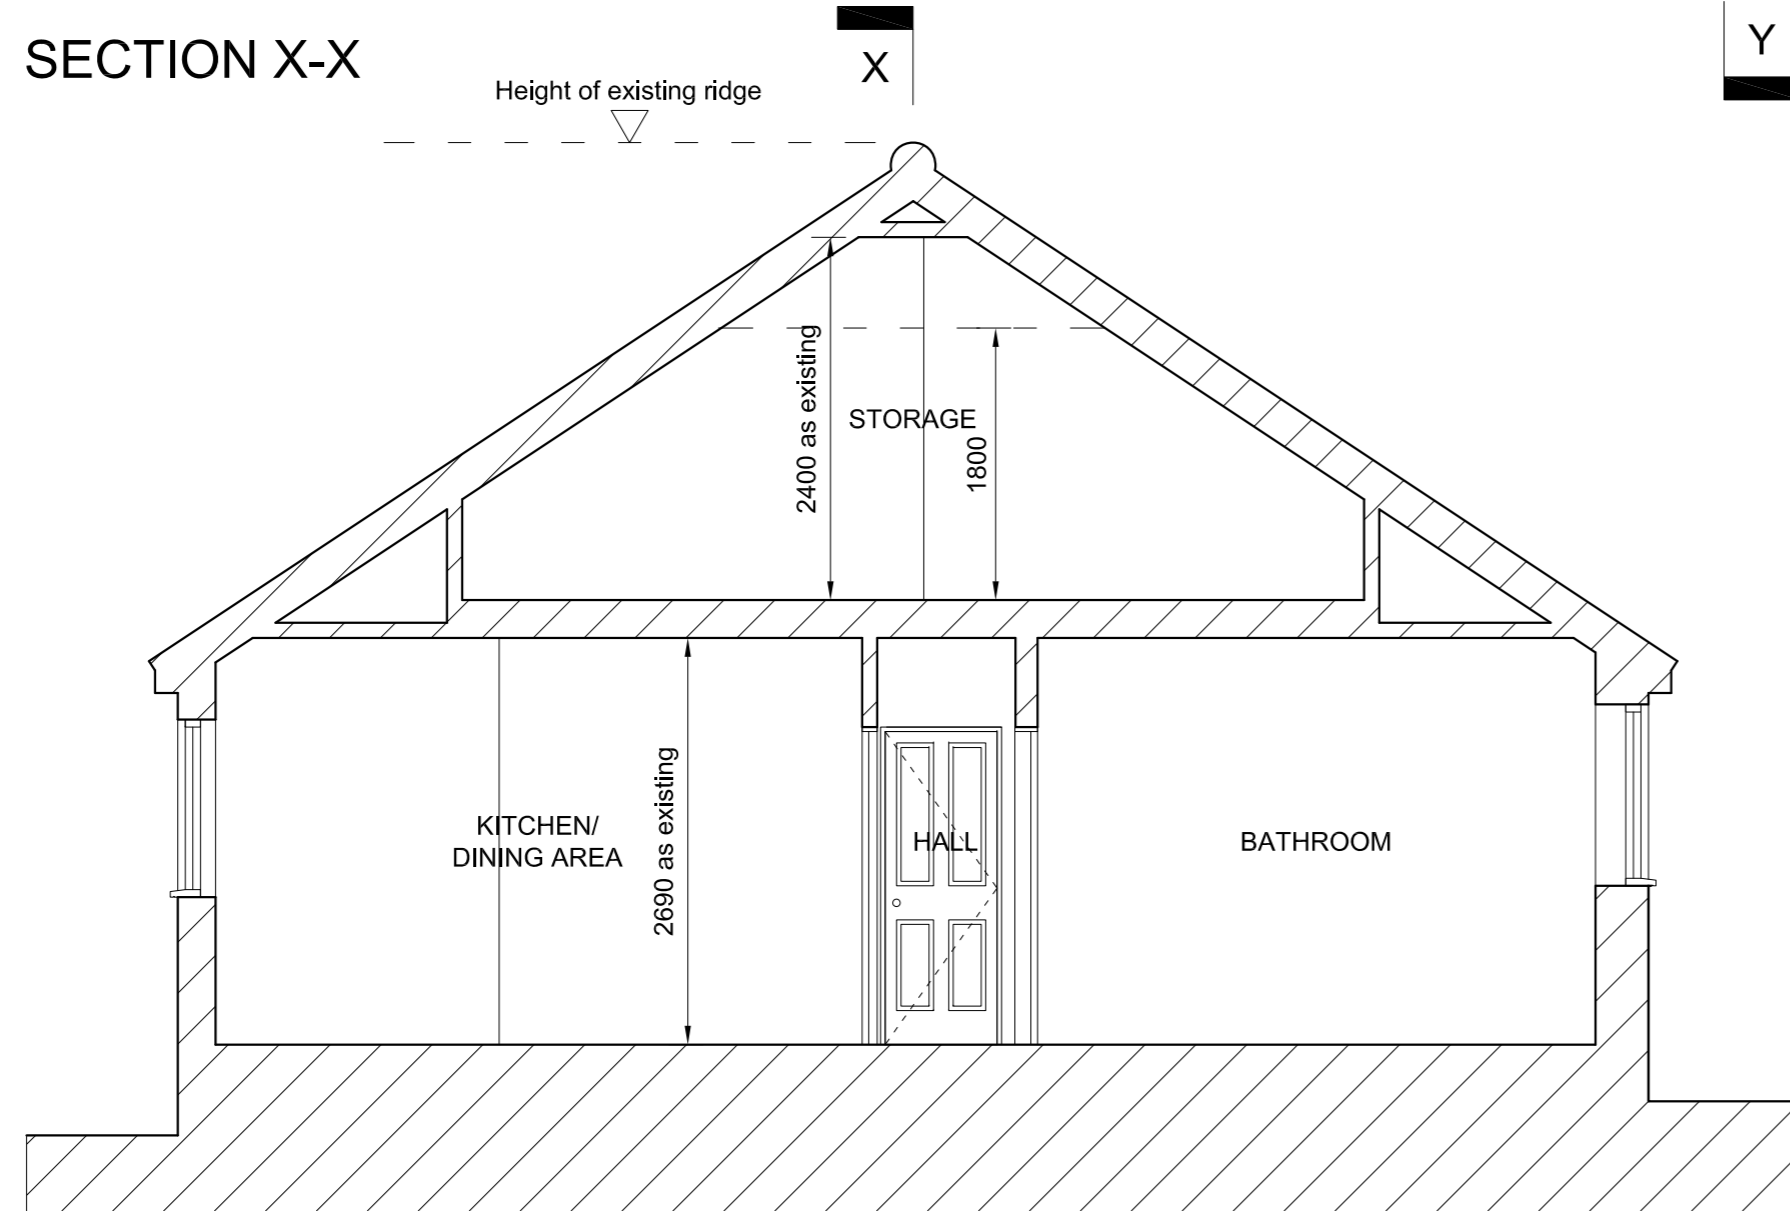 SECTION X-X
X
Y
Height of existing ridge
2400 as existing
STORAGE
1800
KITCHEN/
DINING AREA
2690 as existing
HALL
BATHROOM